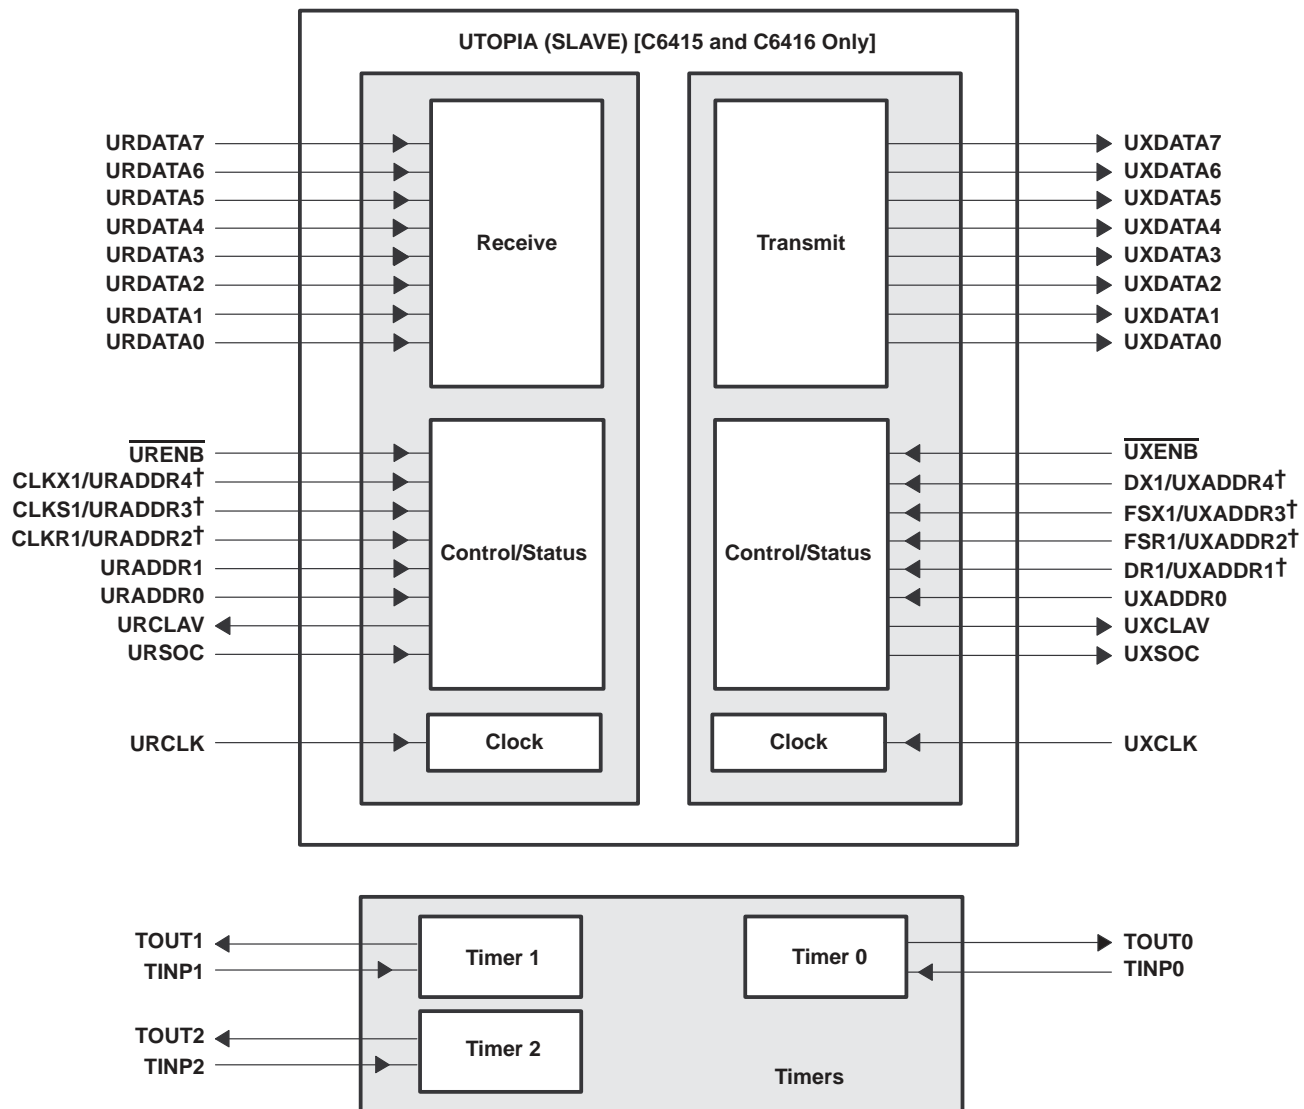 UTOPIA (SLAVE) [C6415 and C6416 Only]
URDATA7
URDATA6
URDATA5
URDATA4
URDATA3
URDATA2
URDATA1
URDATA0
Receive
Transmit
UXDATA7
UXDATA6
UXDATA5
UXDATA4
UXDATA3
UXDATA2
UXDATA1
UXDATA0
URENB
CLKX1/URADDR4†
CLKS1/URADDR3†
CLKR1/URADDR2†
URADDR1
URADDR0
URCLAV
URSOC
Control/Status
Control/Status
UXENB
DX1/UXADDR4†
FSX1/UXADDR3†
FSR1/UXADDR2†
DR1/UXADDR1†
UXADDR0
UXCLAV
UXSOC
URCLK
Clock
Clock
UXCLK
TOUT1
TINP1
Timer 1
Timer 0
TOUT0
TINP0
TOUT2
TINP2
Timer 2
Timers